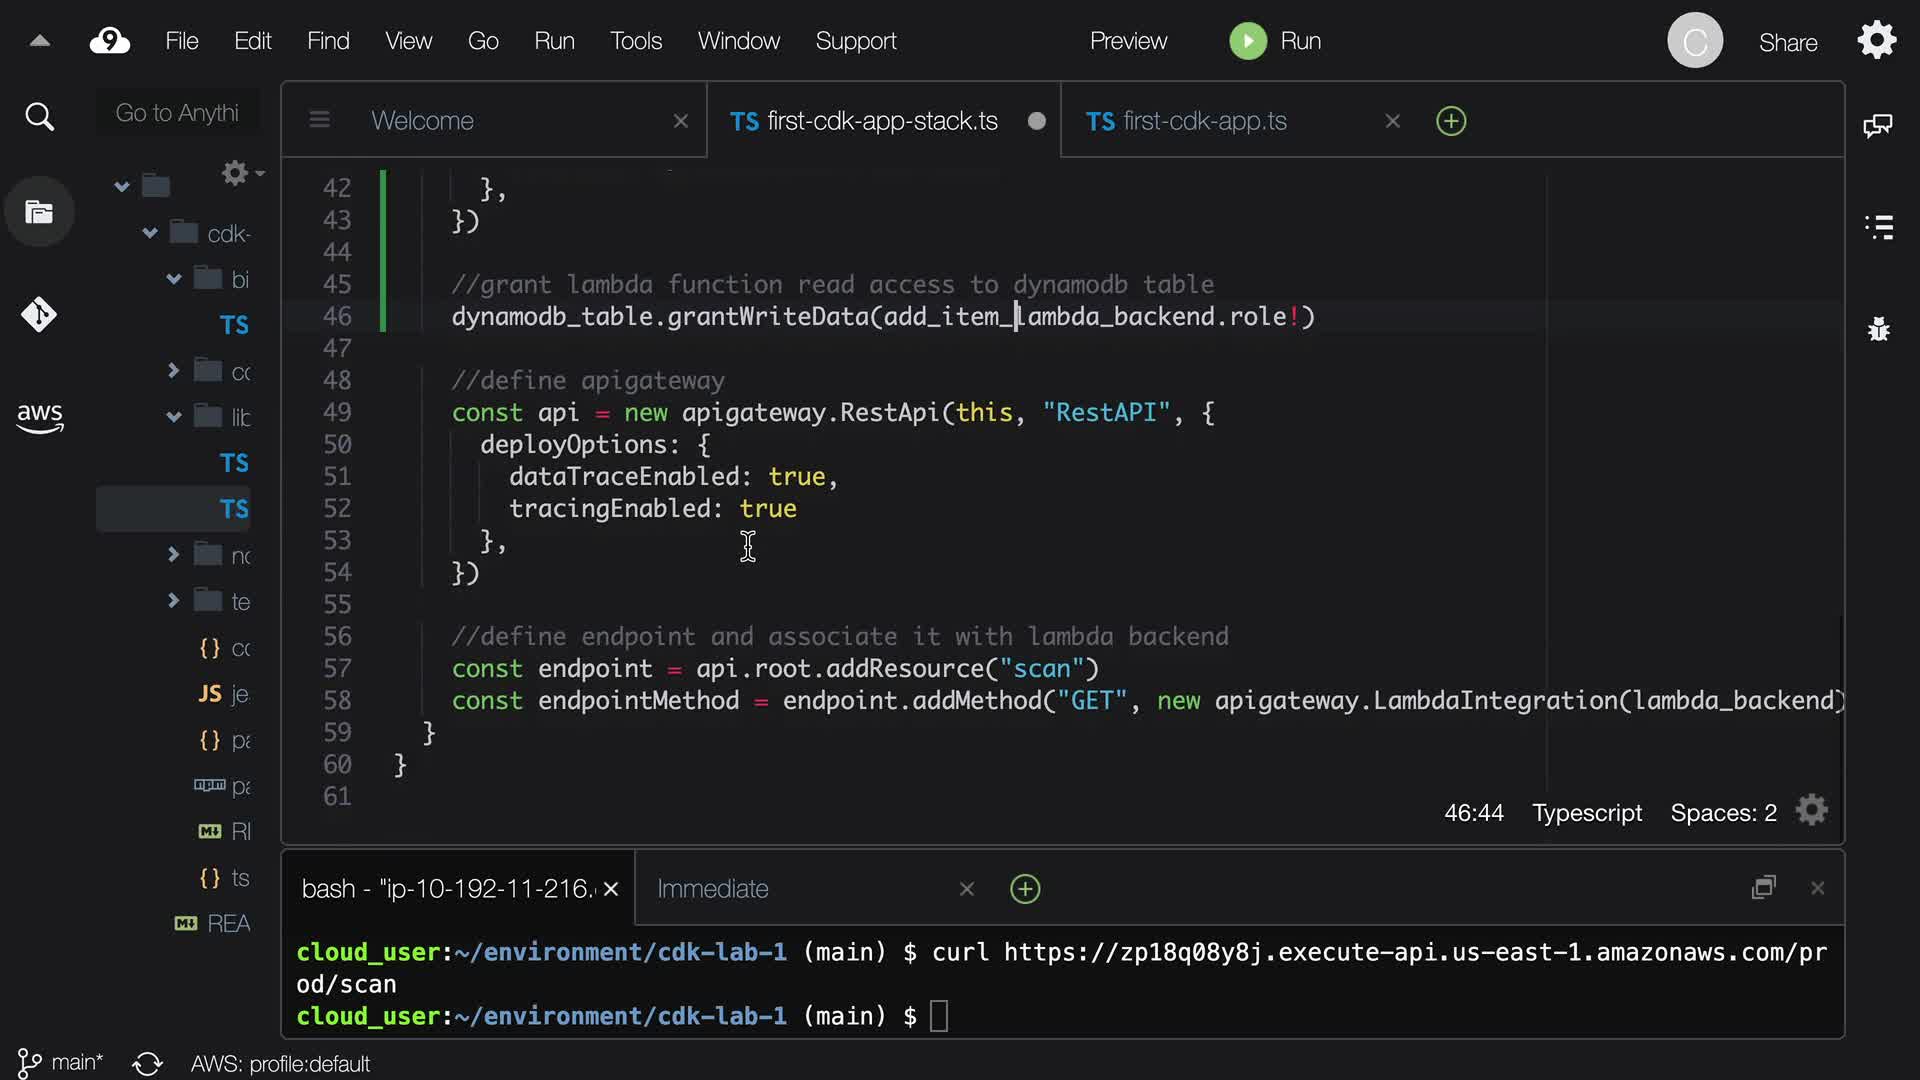 9 File Edit Find View Go Run Tools Window Support Preview Run C Share
Go to Anythi
Welcome
TS first-cdk-app-stack.ts
TS first-cdk-app.ts
cdk-
bi
TS
cc
lib
TS
TS
nc
te
{} cc
JS je
{} pa
npm pa
M↓ RI
{} ts
M↓ REA
aws
42 },
43 })
44
45 //grant lambda function read access to dynamodb table
46 dynamodb_table.grantWriteData(add_item_lambda_backend.role!)
47
48 //define apigateway
49 const api = new apigateway.RestApi(this, "RestAPI", {
50 deployOptions: {
51 dataTraceEnabled: true,
52 tracingEnabled: true
53 },
54 })
55
56 //define endpoint and associate it with lambda backend
57 const endpoint = api.root.addResource("scan")
58 const endpointMethod = endpoint.addMethod("GET", new apigateway.LambdaIntegration(lambda_backend)
59 }
60 }
61
46:44 Typescript Spaces: 2
bash - "ip-10-192-11-216.
Immediate
cloud_user:~/environment/cdk-lab-1 (main) $ curl https://zp18q08y8j.execute-api.us-east-1.amazonaws.com/pr
od/scan
cloud_user:~/environment/cdk-lab-1 (main) $
main* AWS: profile:default